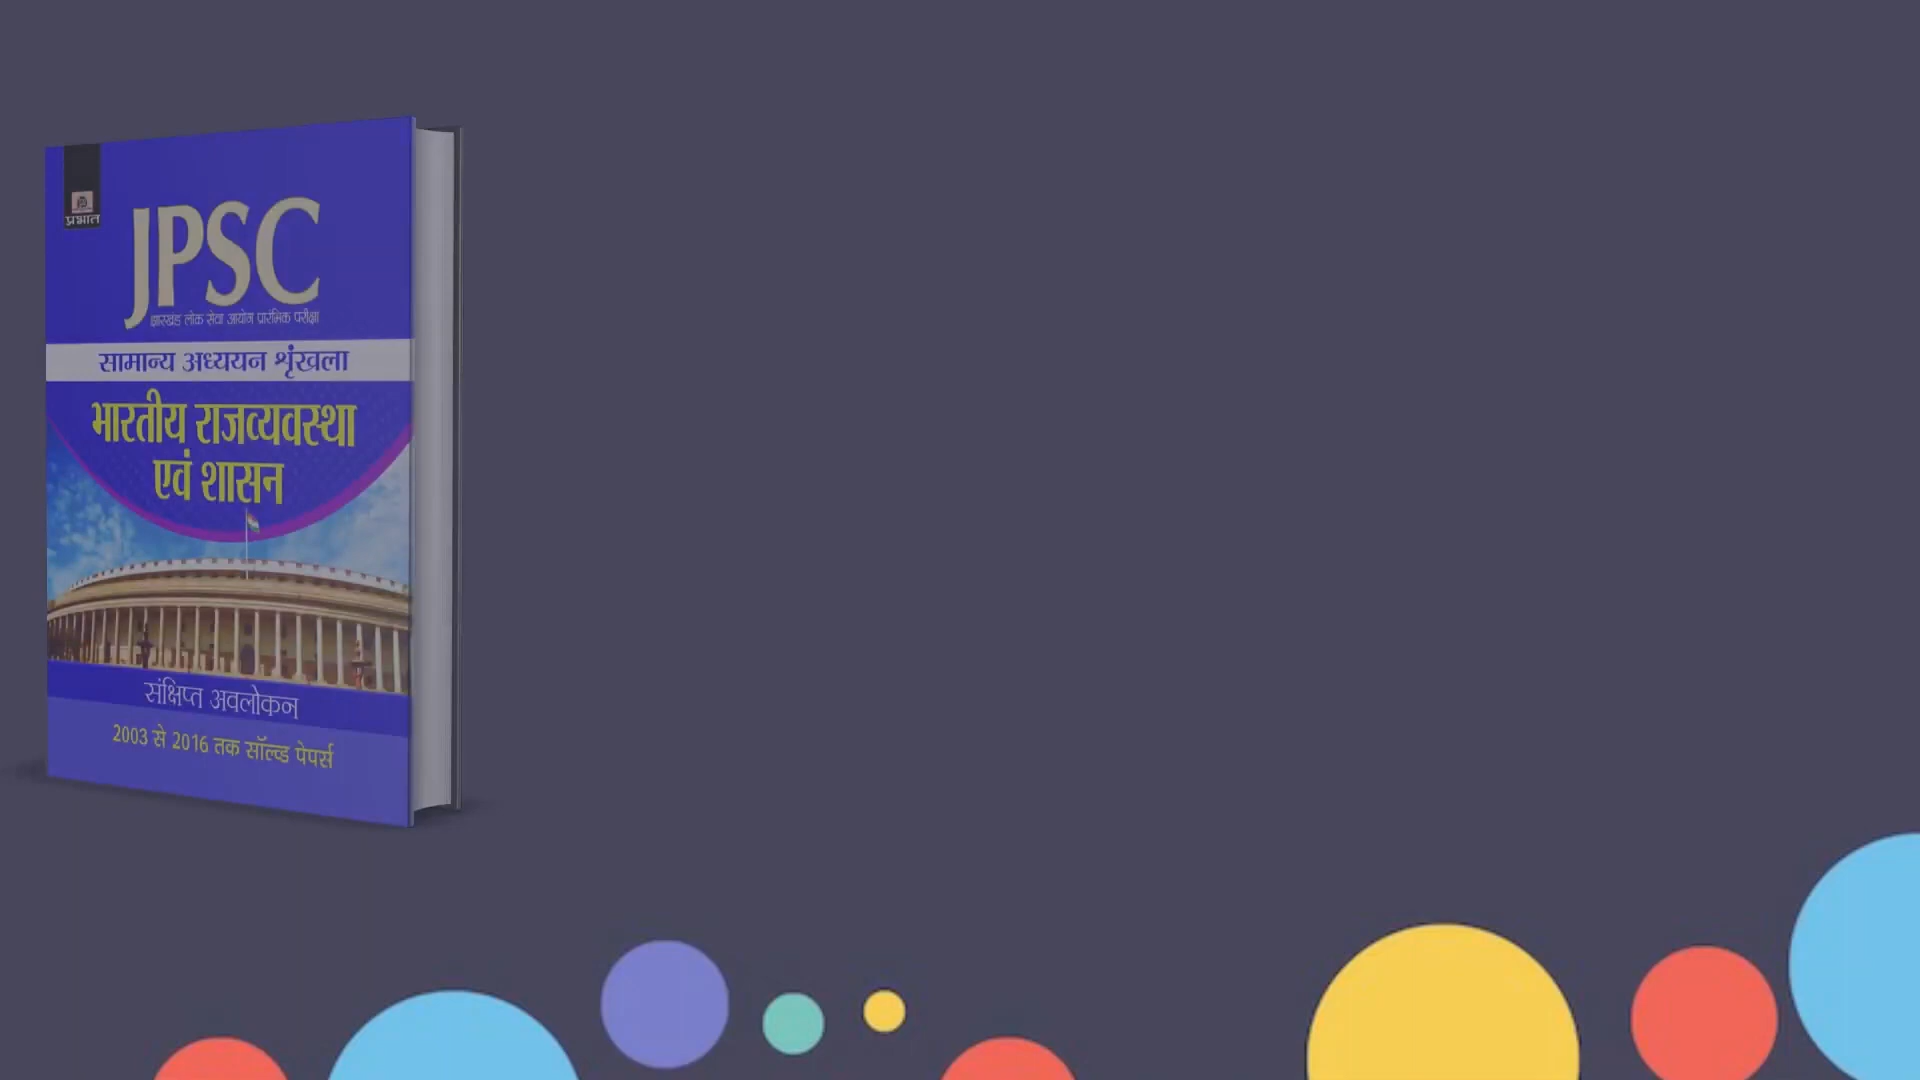 प्रभात
JPSC
झारखंड लोक सेवा आयोग प्रारंभिक परीक्षा
सामान्य अध्ययन शृंखला
भारतीय राजव्यवस्था
एवं शासन
संक्षिप्त अवलोकन
2003 से 2016 तक सॉल्व्ड पेपर्स